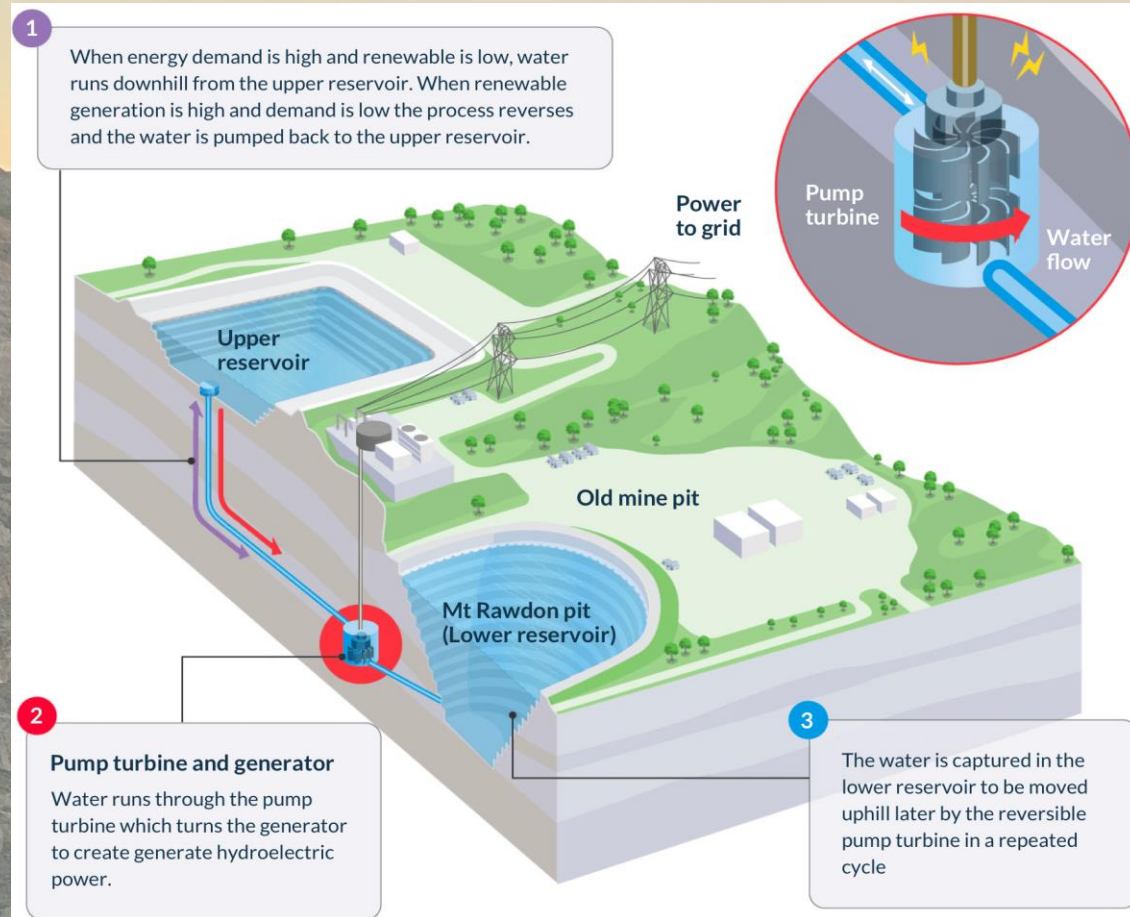 1
When energy demand is high and renewable is low, water
runs downhill from the upper reservoir. When renewable
generation is high and demand is low the process reverses
and the water is pumped back to the upper reservoir.
Pump
turbine
Water
flow
Power
to grid
Upper
reservoir
Old mine pit
Mt Rawdon pit
(Lower reservoir)
2
Pump turbine and generator
Water runs through the pump
turbine which turns the generator
to create generate hydroelectric
power.
3
The water is captured in the
lower reservoir to be moved
uphill later by the reversible
pump turbine in a repeated
cycle